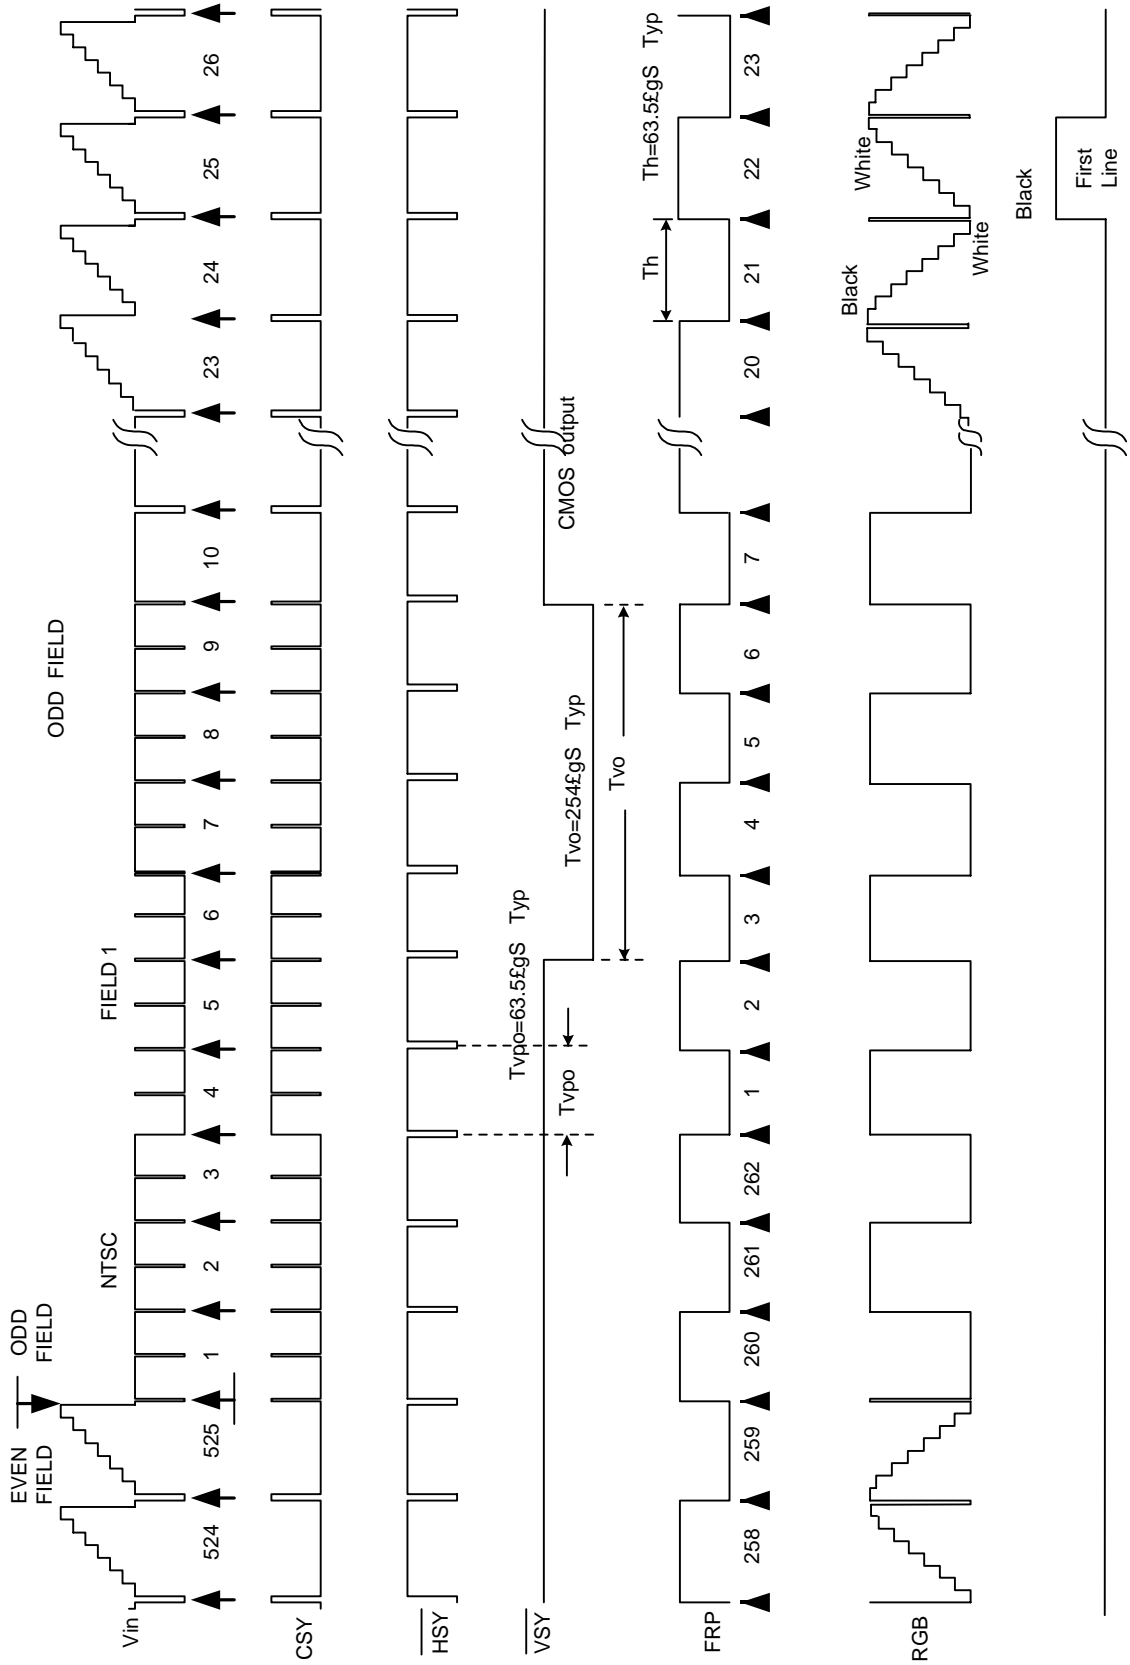 EVEN FIELD
ODD FIELD
NTSC
FIELD 1
ODD FIELD
Vin
524 525 1 2 3 4 5 6 7 8 9 10 23 24 25 26
CSY
HSY
VSY
Tvpo=63.5£gS Typ
Tvpo
Tvo=254£gS Typ
Tvo
CMOS output
Th=63.5£gS Typ
Th
FRP
258 259 260 261 262 1 2 3 4 5 6 7 20 21 22 23
RGB
Black
White
White
Black
First
Line